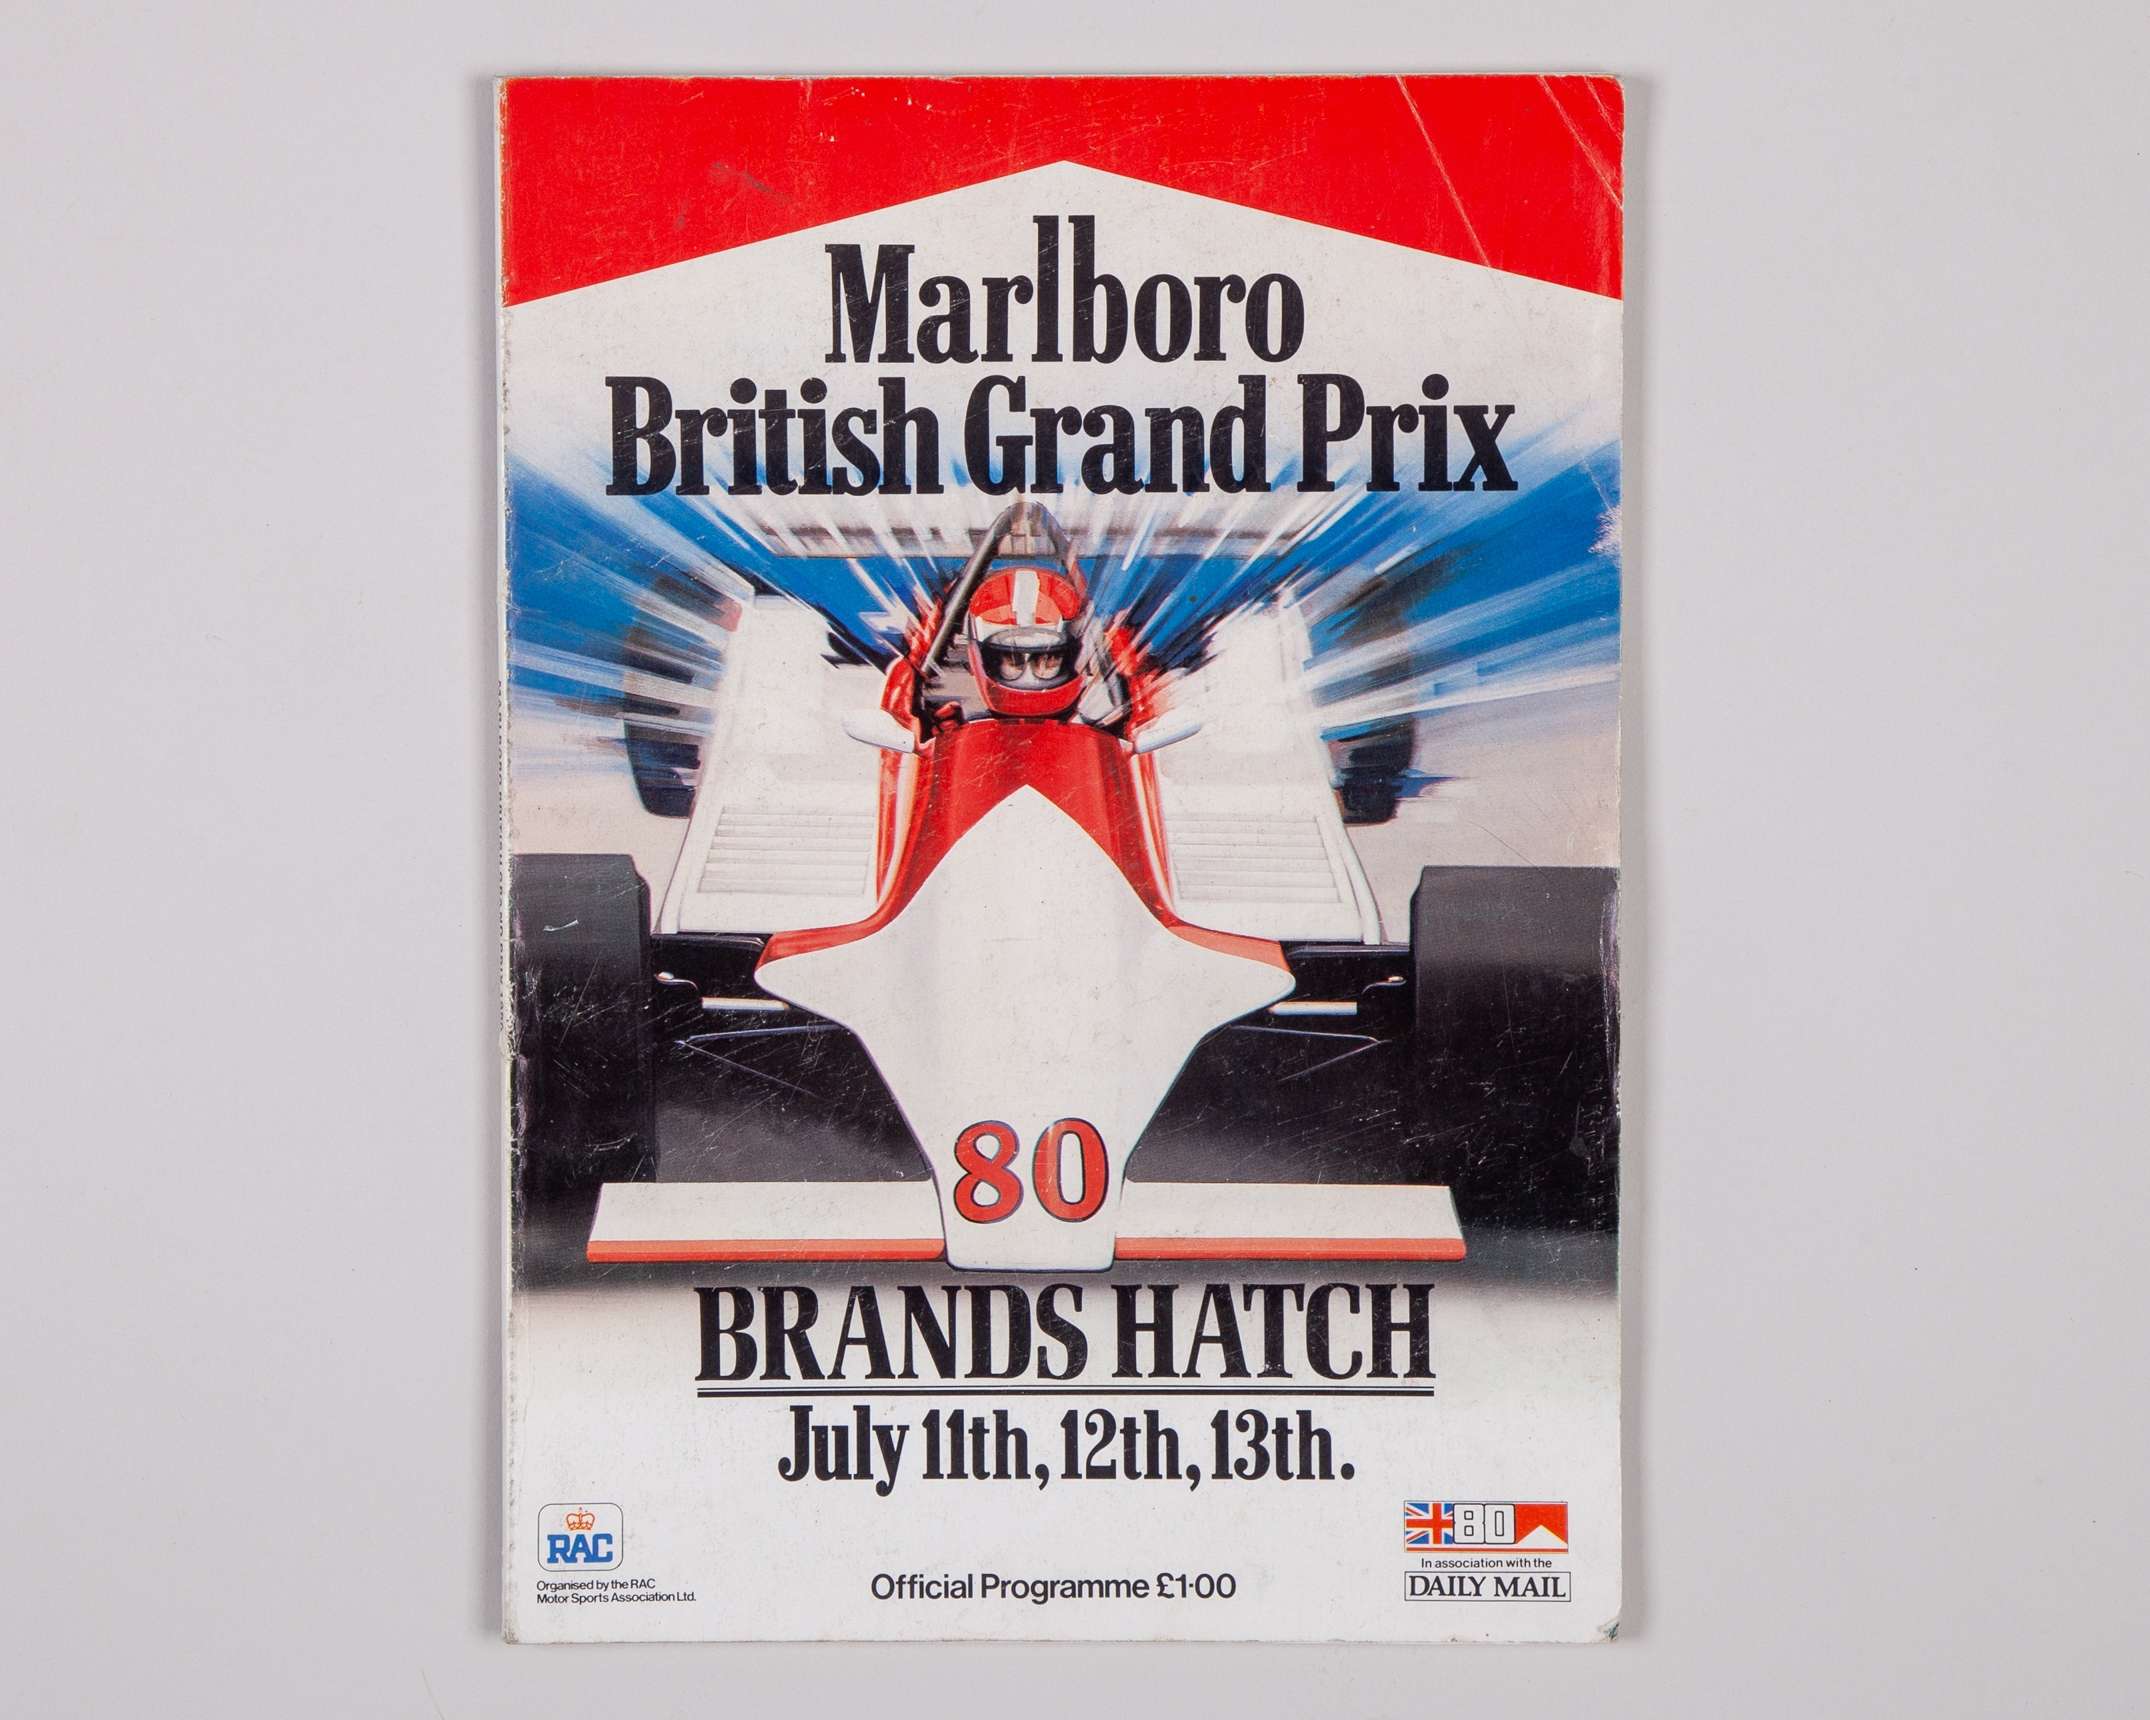 Marlboro
British Grand Prix
80
BRANDS HATCH
July 11th, 12th, 13th.
RAC
Organised by the RAC
Motor Sports Association Ltd.
Official Programme £1·00
80
In association with the
DAILY MAIL